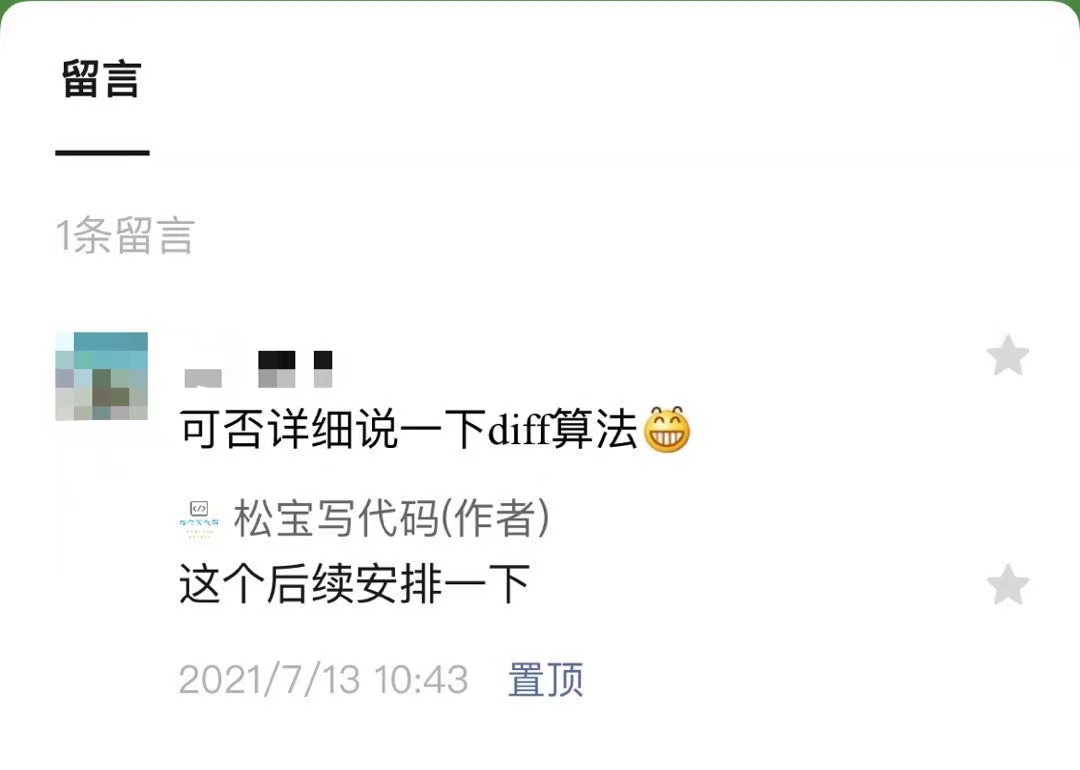 留言
1条留言
可否详细说一下diff算法😁
松宝写代码(作者)
这个后续安排一下
2021/7/13 10:43 置顶